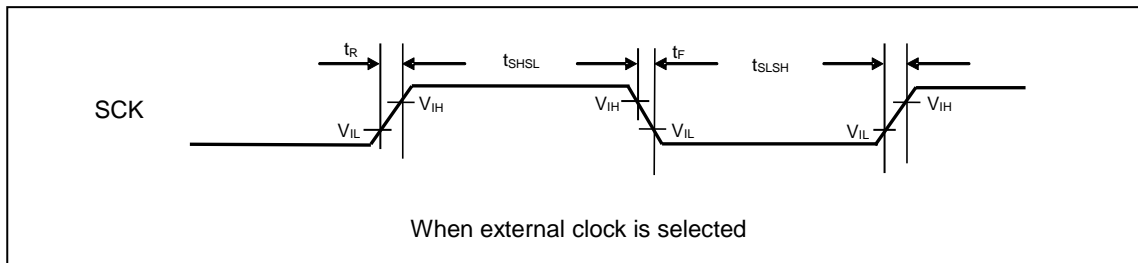 tR tSHSL tF tSLSH
SCK VIH VIH VIH
VIL VIL VIL
When external clock is selected